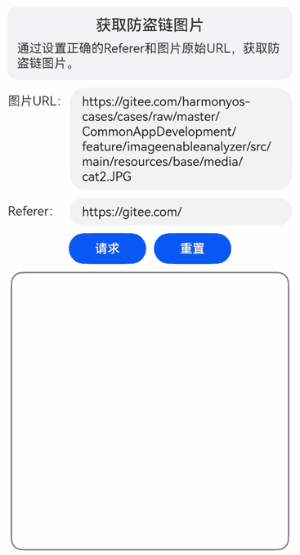 获取防盗链图片
通过设置正确的Referer和图片原始URL，获取防
盗链图片。
图片URL：
https://gitee.com/harmonyos-
cases/cases/raw/master/
CommonAppDevelopment/
feature/imageenableanalyzer/src/
main/resources/base/media/
cat2.JPG
Referer:
https://gitee.com/
请求
重置